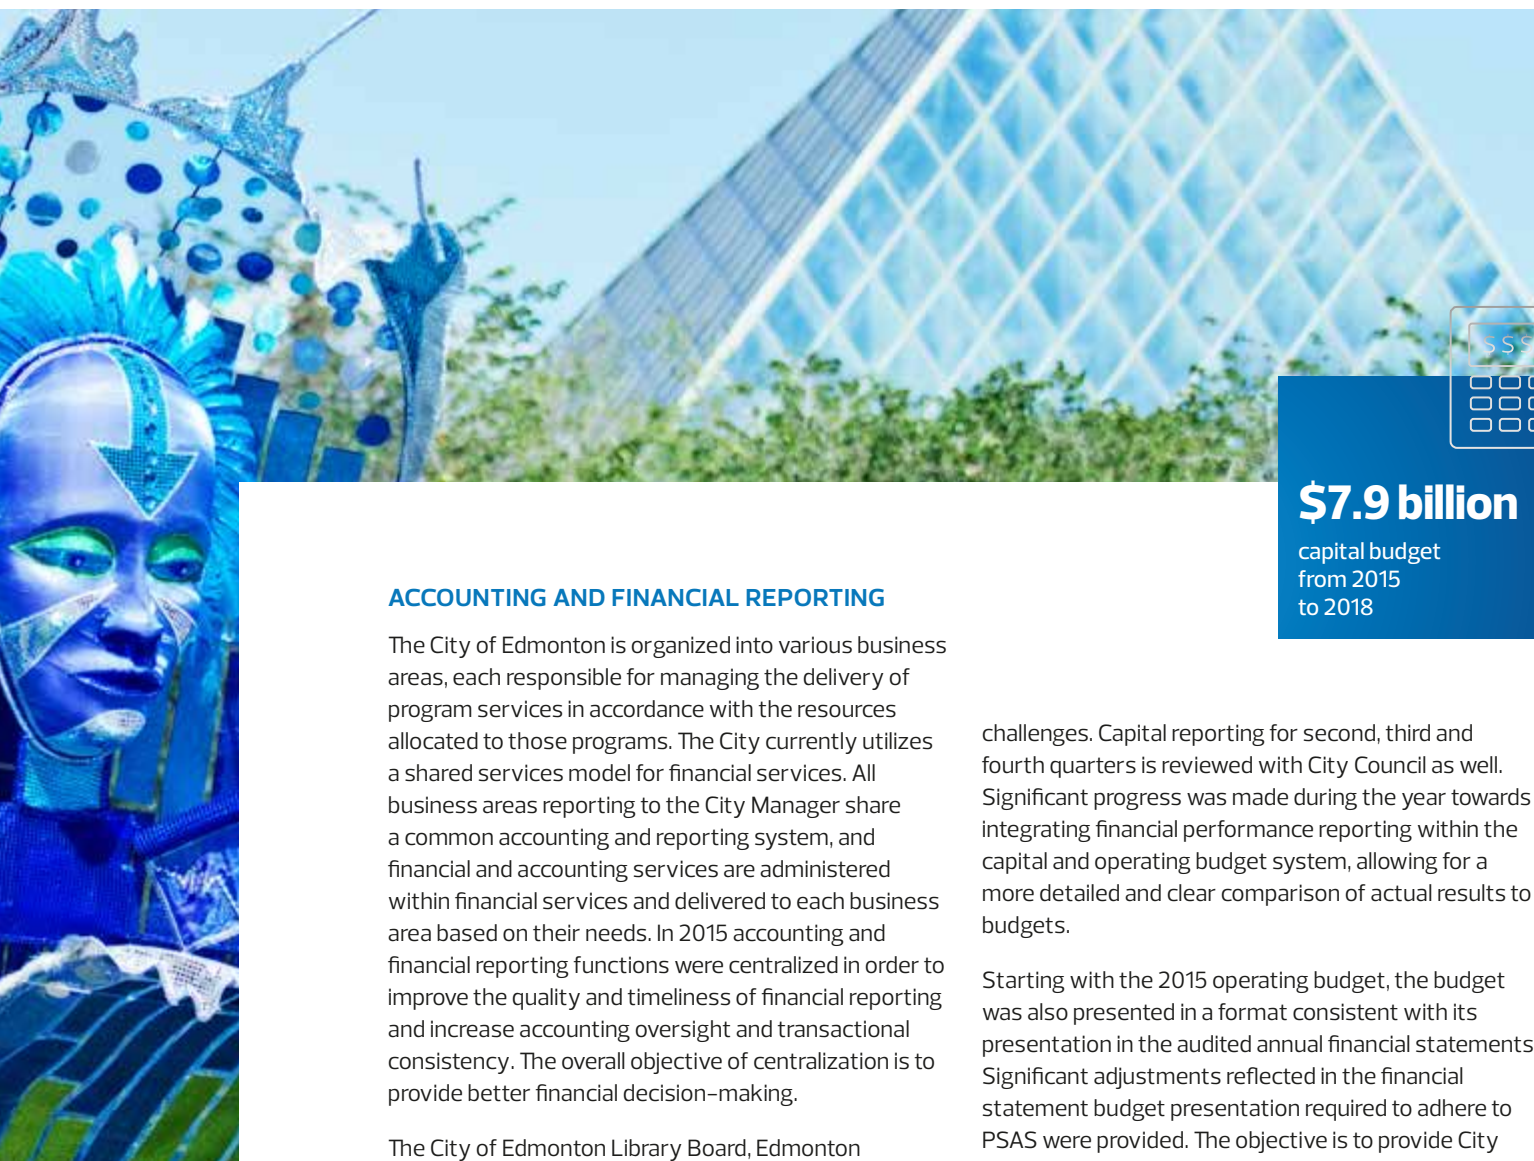 $$$
$7.9 billion
capital budget
from 2015
to 2018
ACCOUNTING AND FINANCIAL REPORTING
The City of Edmonton is organized into various business
areas, each responsible for managing the delivery of
program services in accordance with the resources
allocated to those programs. The City currently utilizes
a shared services model for financial services. All
business areas reporting to the City Manager share
a common accounting and reporting system, and
financial and accounting services are administered
within financial services and delivered to each business
area based on their needs. In 2015 accounting and
financial reporting functions were centralized in order to
improve the quality and timeliness of financial reporting
and increase accounting oversight and transactional
consistency. The overall objective of centralization is to
provide better financial decision-making.
The City of Edmonton Library Board, Edmonton
challenges. Capital reporting for second, third and
fourth quarters is reviewed with City Council as well.
Significant progress was made during the year towards
integrating financial performance reporting within the
capital and operating budget system, allowing for a
more detailed and clear comparison of actual results to
budgets.
Starting with the 2015 operating budget, the budget
was also presented in a format consistent with its
presentation in the audited annual financial statements
Significant adjustments reflected in the financial
statement budget presentation required to adhere to
PSAS were provided. The objective is to provide City